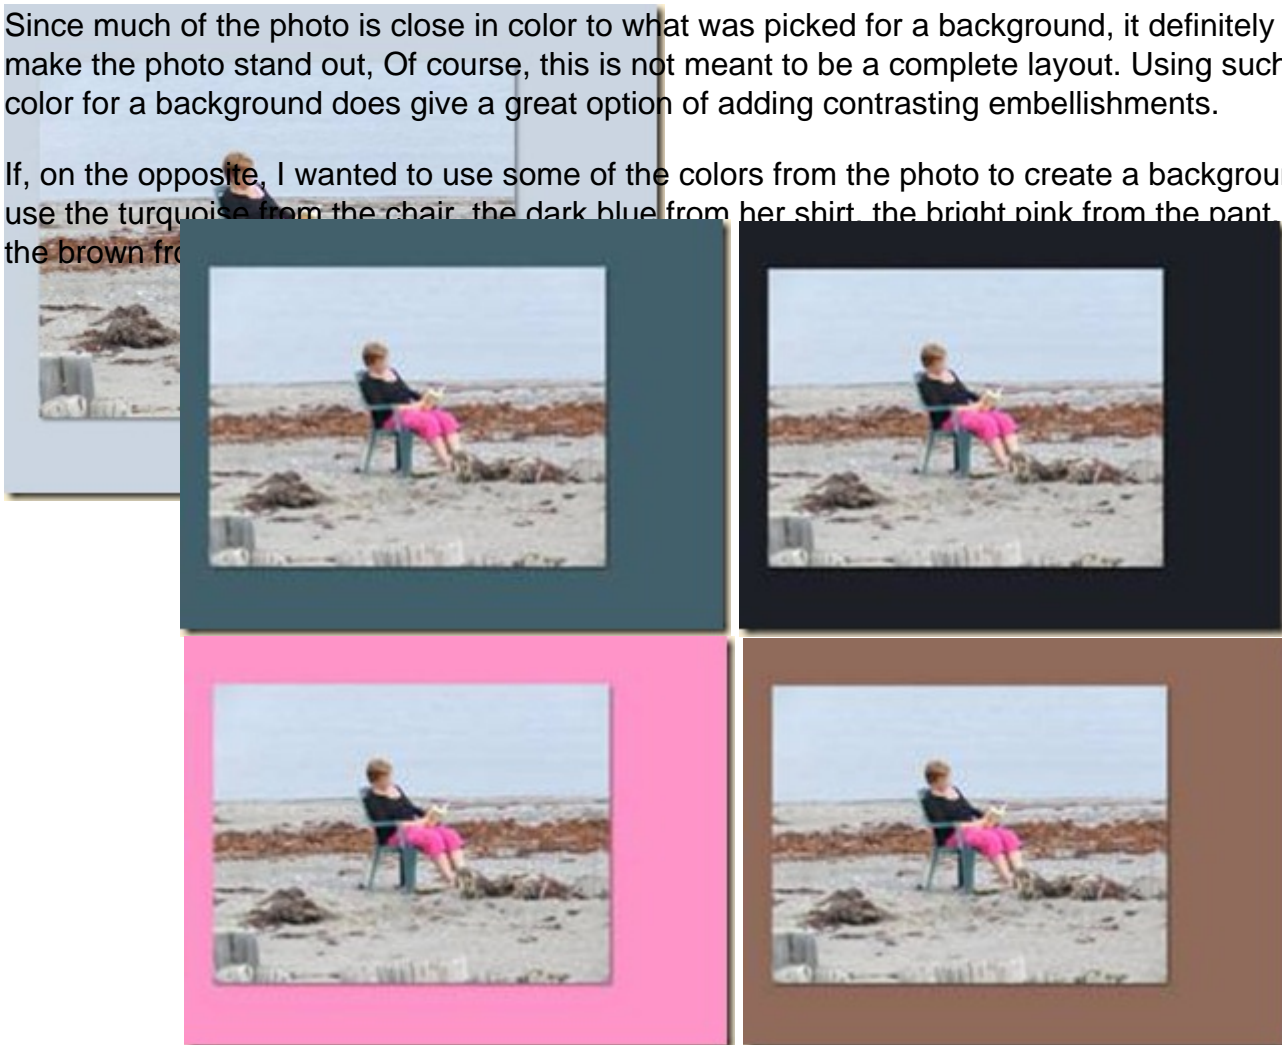 Since much of the photo is close in color to what was picked for a background, it definitely
make the photo stand out, Of course, this is not meant to be a complete layout. Using such
color for a background does give a great option of adding contrasting embellishments.
If, on the opposite, I wanted to use some of the colors from the photo to create a
use the turquoise from the chair, the dark blue from her shirt, the bright pink from the pant
the brown